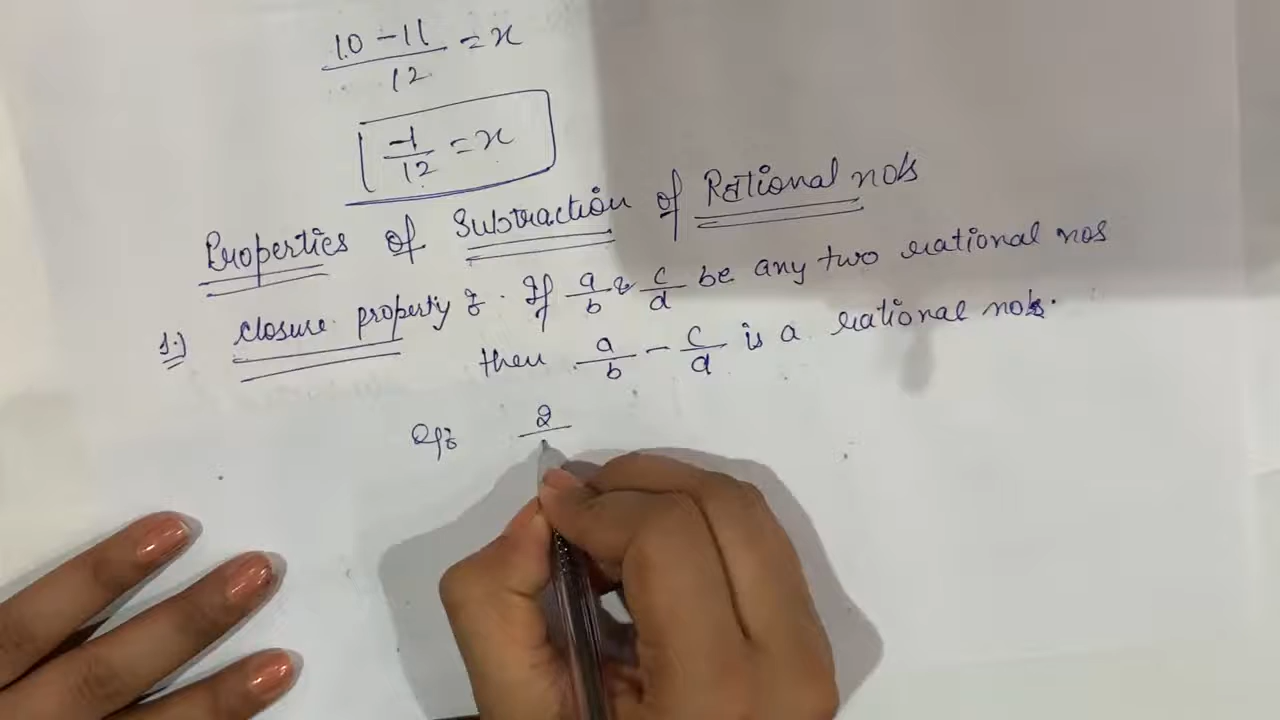 10 - 11 / 12 = x
-1/12 = x
Properties of Subtraction of Rational nos
1.) closure property :- If a/b & c/d be any two rational nos
then a/b - c/d is a rational nos.
eg: 2